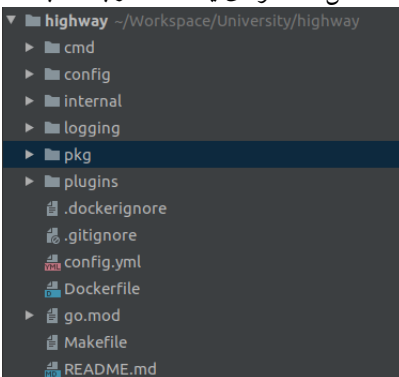 highway ~/Workspace/University/highway
cmd
config
internal
logging
pkg
plugins
.dockerignore
.gitignore
config.yml
Dockerfile
go.mod
Makefile
README.md